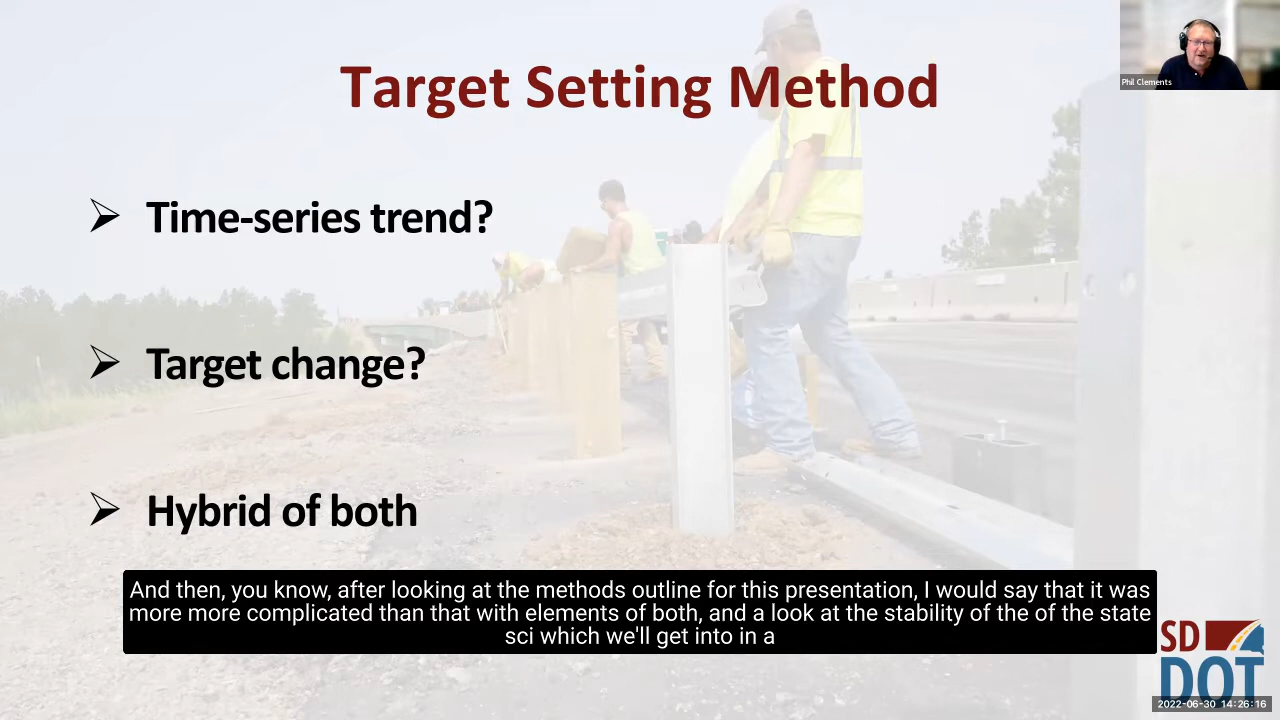 Target Setting Method
Phil Clements
Time-series trend?
Target change?
Hybrid of both
And then, you know, after looking at the methods outline for this presentation, I would say that it was
more more complicated than that with elements of both, and a look at the stability of the of the state
sci which we'll get into in a
SD
DOT
2022-06-30 14:26:16